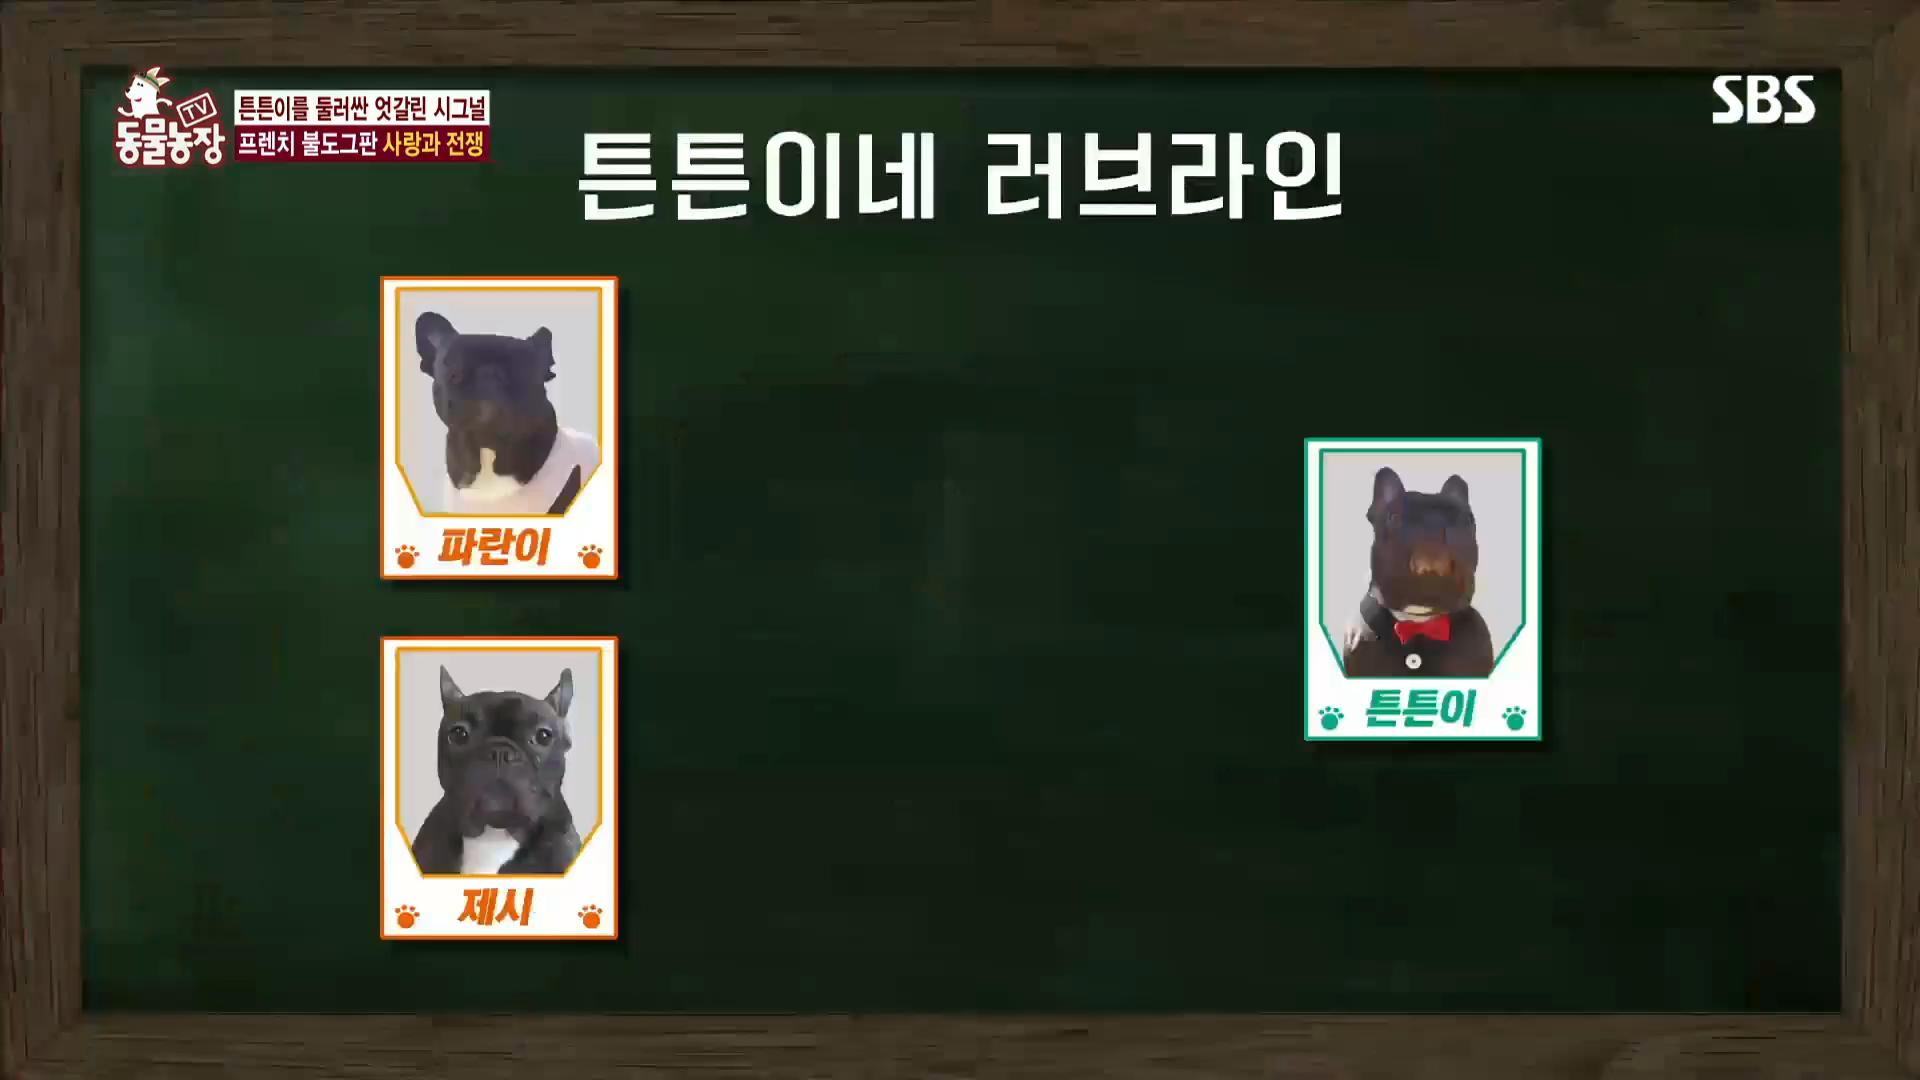 TV
동물농장
튼튼이를 둘러싼 엇갈린 시그널
프렌치 불도그판 사랑과 전쟁
SBS
튼튼이네 러브라인
파란이
튼튼이
제시